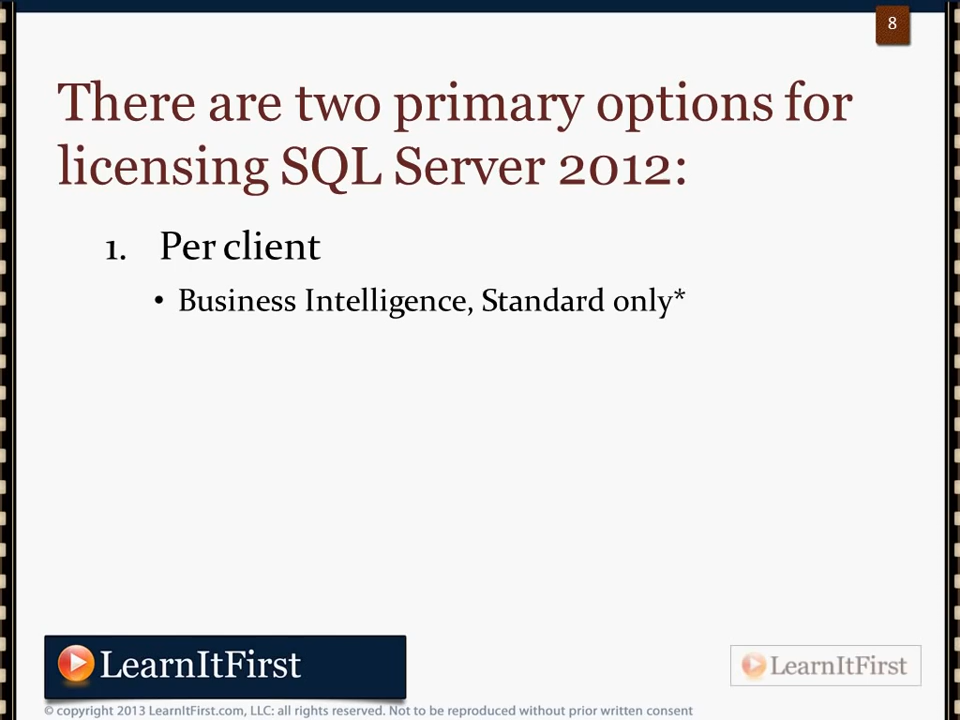 8
There are two primary options for
licensing SQL Server 2012:
1. Per client
• Business Intelligence, Standard only*
LearnItFirst
LearnItFirst
© copyright 2013 LearnItFirst.com, LLC: all rights reserved. Not to be reproduced without prior written consent